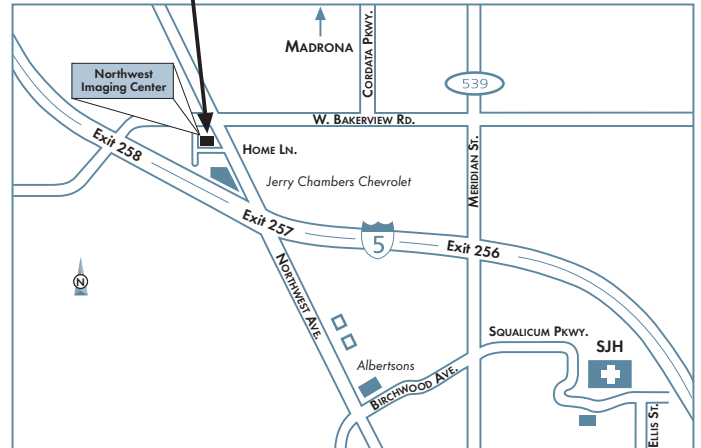 MADRONA
CORDATA PKWY.
539
Northwest
Imaging Center
W. BAKERVIEW RD.
Exit 258
HOME LN.
MERIDIAN ST.
Jerry Chambers Chevrolet
Exit 257
5
Exit 256
N
NORTHWEST AVE.
SQUALICUM PKWY.
SJH
Albertsons
BIRCHWOOD AVE.
ELLIS ST.